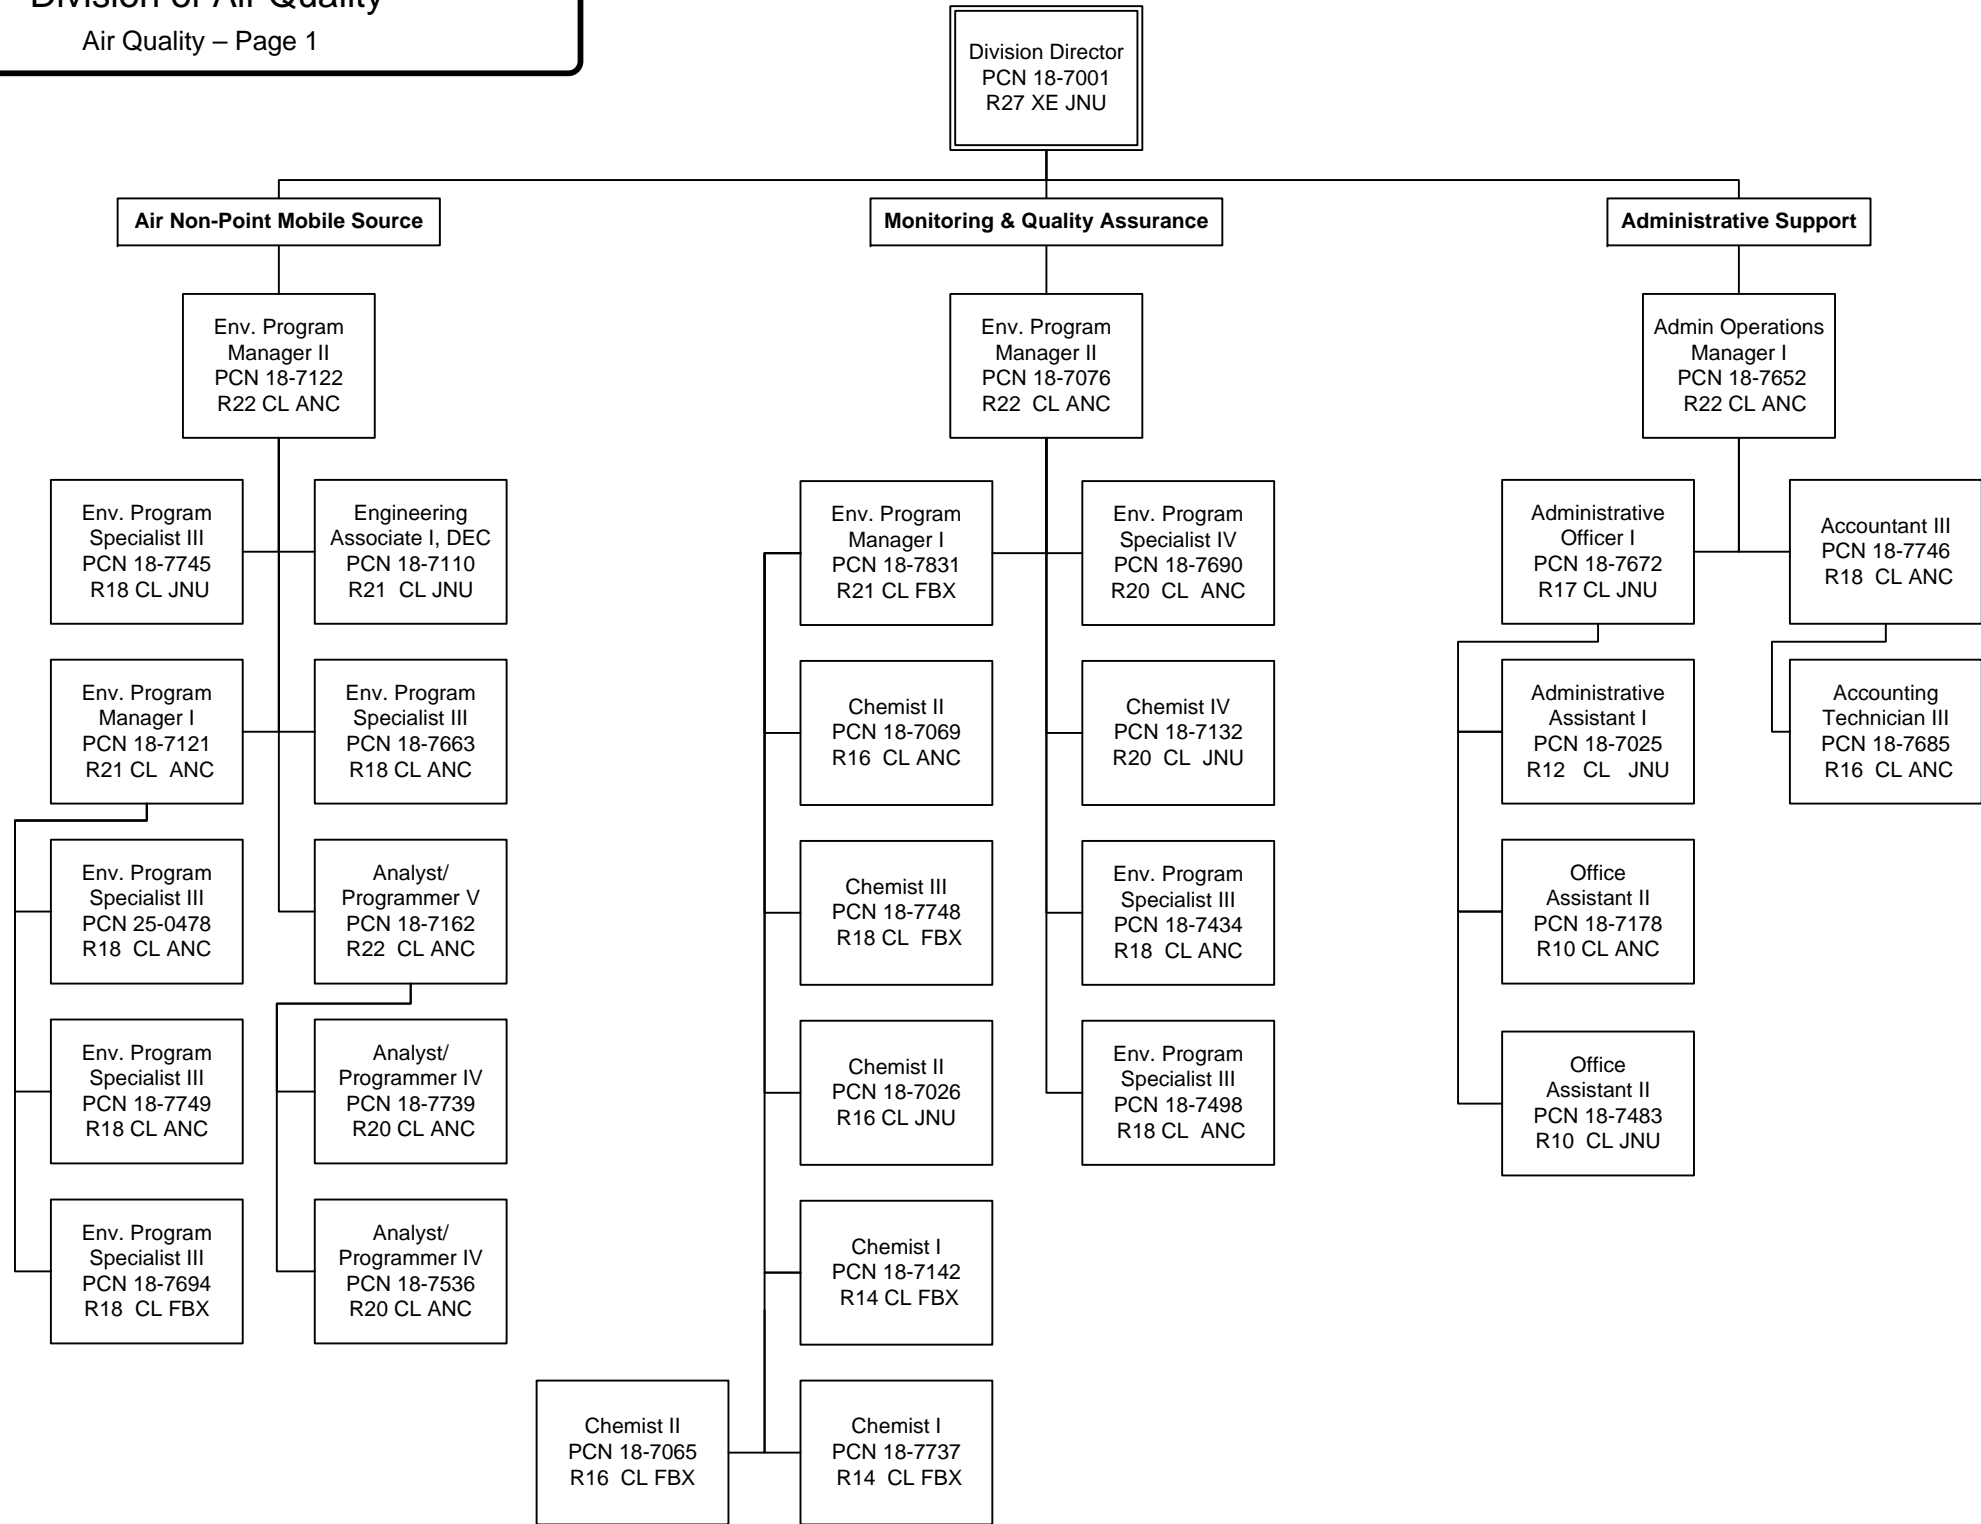 Division of Air Quality
Air Quality – Page 1
Division Director
PCN 18-7001
R27 XE JNU
Air Non-Point Mobile Source
Monitoring & Quality Assurance
Administrative Support
Env. Program
Manager II
PCN 18-7122
R22 CL ANC
Env. Program
Manager II
PCN 18-7076
R22 CL ANC
Admin Operations
Manager I
PCN 18-7652
R22 CL ANC
Env. Program
Specialist III
PCN 18-7745
R18 CL JNU
Engineering
Associate I, DEC
PCN 18-7110
R21 CL JNU
Env. Program
Manager I
PCN 18-7831
R21 CL FBX
Env. Program
Specialist IV
PCN 18-7690
R20 CL ANC
Administrative
Officer I
PCN 18-7672
R17 CL JNU
Accountant III
PCN 18-7746
R18 CL ANC
Env. Program
Manager I
PCN 18-7121
R21 CL ANC
Env. Program
Specialist III
PCN 18-7663
R18 CL ANC
Chemist II
PCN 18-7069
R16 CL ANC
Chemist IV
PCN 18-7132
R20 CL JNU
Administrative
Assistant I
PCN 18-7025
R12 CL JNU
Accounting
Technician III
PCN 18-7685
R16 CL ANC
Env. Program
Specialist III
PCN 25-0478
R18 CL ANC
Analyst/
Programmer V
PCN 18-7162
R22 CL ANC
Chemist III
PCN 18-7748
R18 CL FBX
Env. Program
Specialist III
PCN 18-7434
R18 CL ANC
Office
Assistant II
PCN 18-7178
R10 CL ANC
Env. Program
Specialist III
PCN 18-7749
R18 CL ANC
Analyst/
Programmer IV
PCN 18-7739
R20 CL ANC
Chemist II
PCN 18-7026
R16 CL JNU
Env. Program
Specialist III
PCN 18-7498
R18 CL ANC
Office
Assistant II
PCN 18-7483
R10 CL JNU
Env. Program
Specialist III
PCN 18-7694
R18 CL FBX
Analyst/
Programmer IV
PCN 18-7536
R20 CL ANC
Chemist I
PCN 18-7142
R14 CL FBX
Chemist II
PCN 18-7065
R16 CL FBX
Chemist I
PCN 18-7737
R14 CL FBX